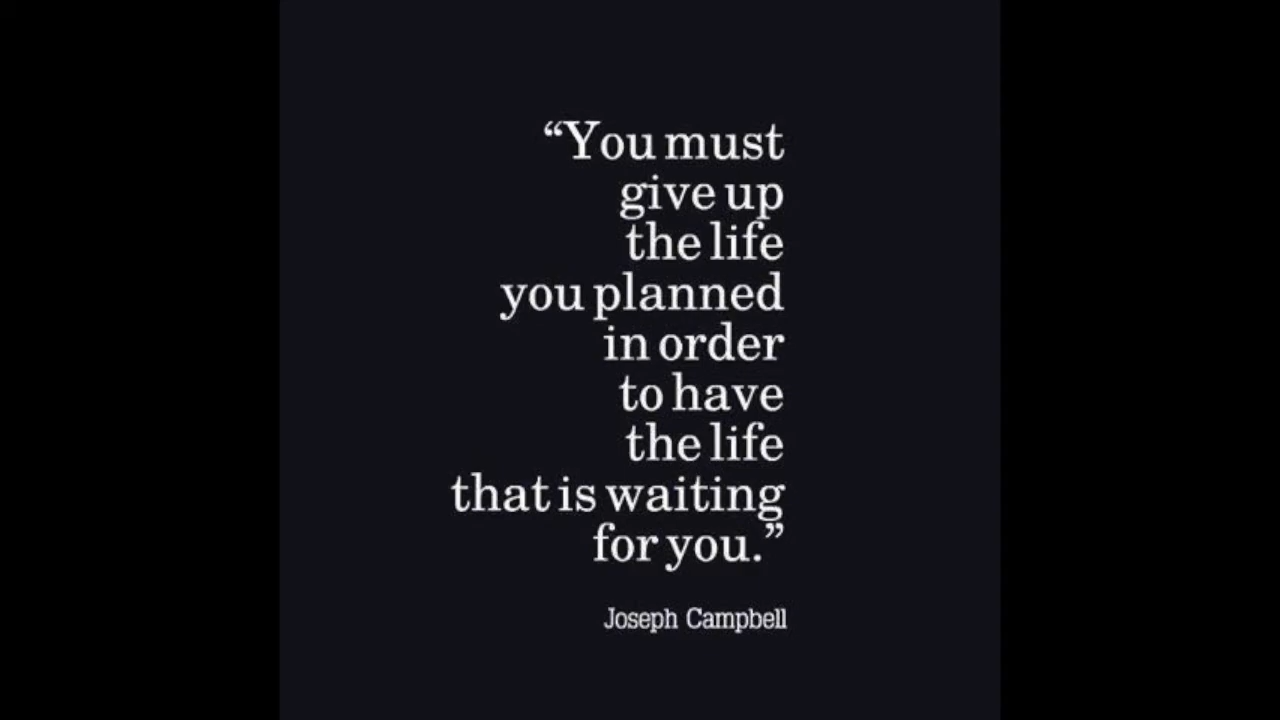 “You must
give up
the life
you planned
in order
to have
the life
that is waiting
for you.”
Joseph Campbell